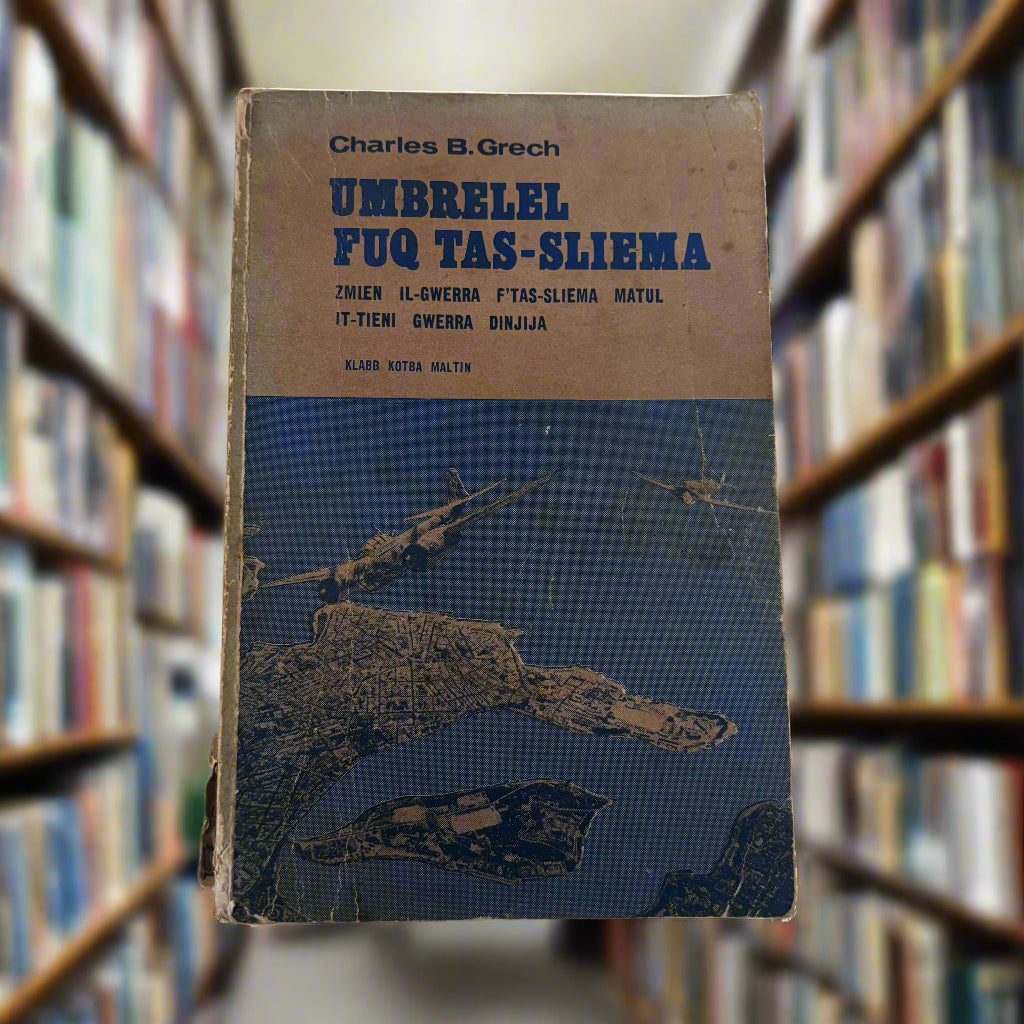 Charles B. Grech
UMBRELEL
FUQ TAS-SLIEMA
ZMIEN IL-GWERRA F'TAS-SLIEMA MATUL
IT-TIENI GWERRA DINJIJA
KLABB KOTBA MALTIN